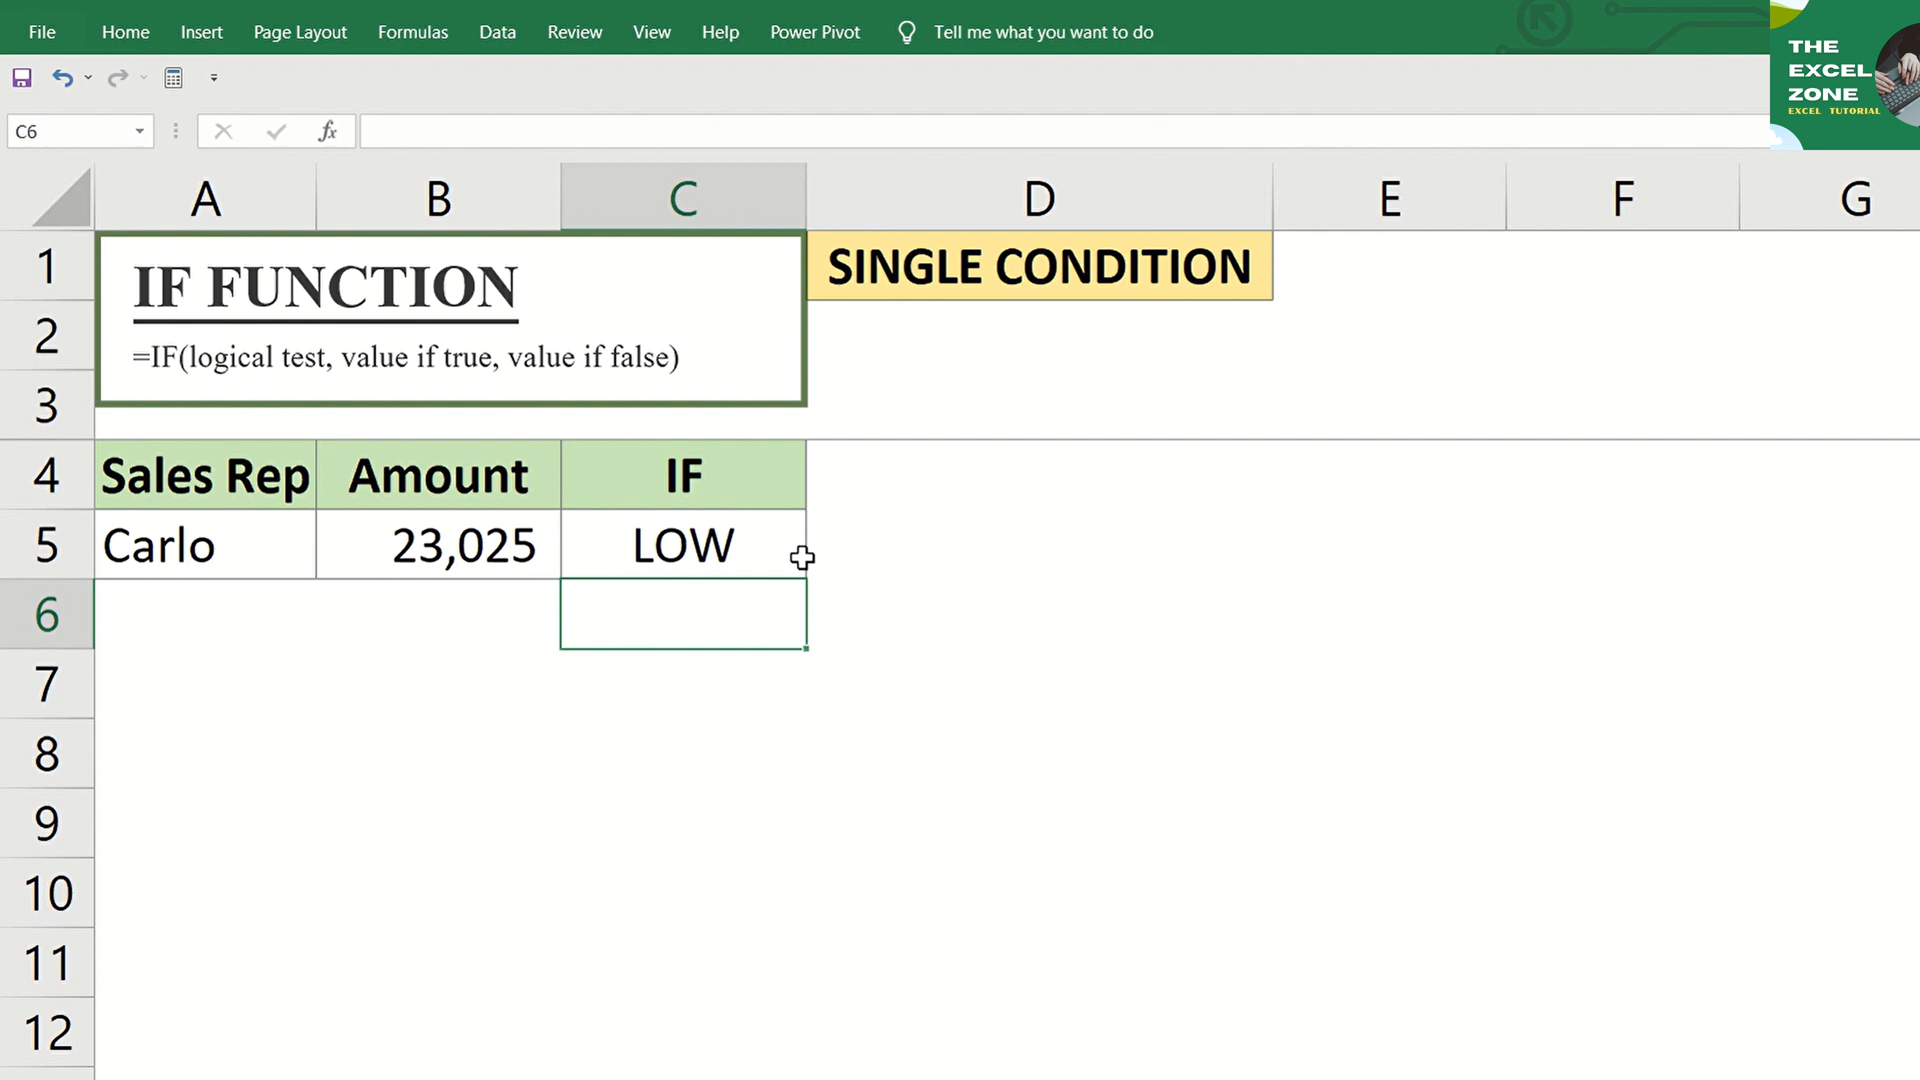 File Home Insert Page Layout Formulas Data Review View Help Power Pivot Tell me what you want to do
THE
EXCEL
ZONE
EXCEL TUTORIAL
C6 fx
A B C D E F G
1 SINGLE CONDITION
IF FUNCTION
2
=IF(logical test, value if true, value if false)
3
4 Sales Rep Amount IF
5 Carlo 23,025 LOW
6
7
8
9
10
11
12